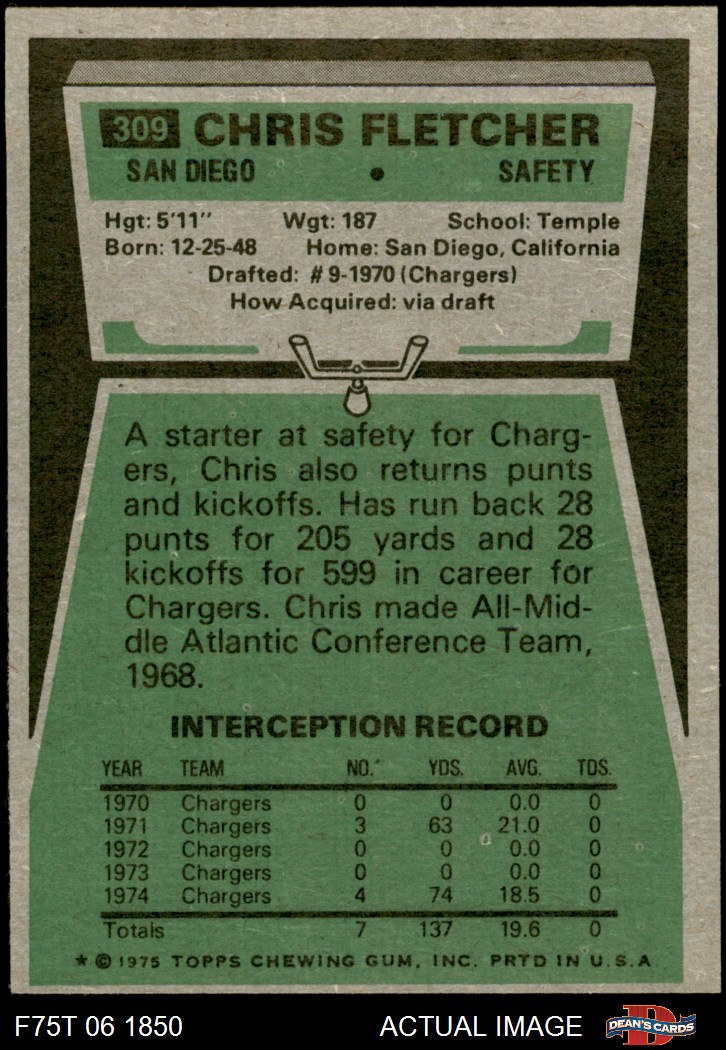 309 CHRIS FLETCHER
SAN DIEGO • SAFETY
Hgt: 5'11" Wgt: 187 School: Temple
Born: 12-25-48 Home: San Diego, California
Drafted: #9-1970 (Chargers)
How Acquired: via draft
A starter at safety for Charg-
ers, Chris also returns punts
and kickoffs. Has run back 28
punts for 205 yards and 28
kickoffs for 599 in career for
Chargers. Chris made All-Mid-
dle Atlantic Conference Team,
1968.
INTERCEPTION RECORD
YEAR TEAM NO. YDS. AVG. TDS.
1970 Chargers 0 0 0.0 0
1971 Chargers 3 63 21.0 0
1972 Chargers 0 0 0.0 0
1973 Chargers 0 0 0.0 0
1974 Chargers 4 74 18.5 0
Totals 7 137 19.6 0
* © 1975 TOPPS CHEWING GUM, INC. PRTD IN U.S.A.
F75T 06 1850 ACTUAL IMAGE D DEAN'S CARDS